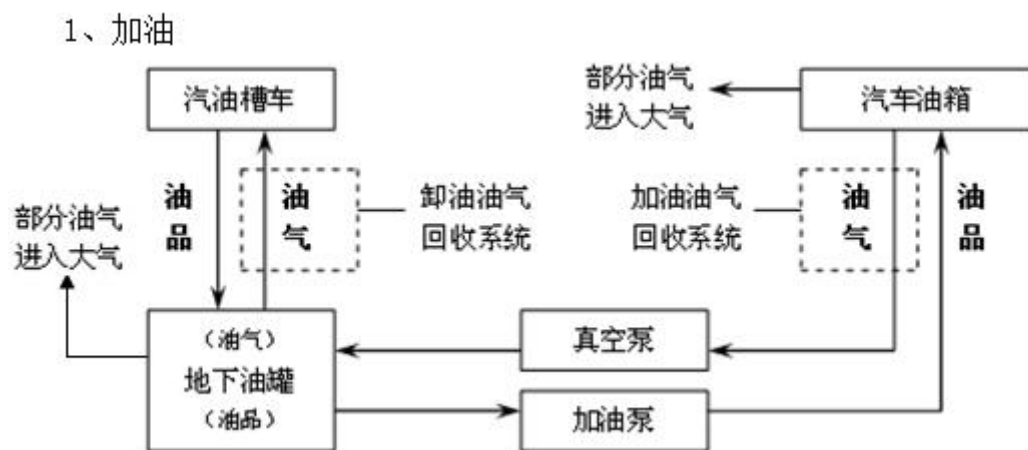 1、加油
汽油槽车
部分油气
进入大气
汽车油箱
油品
油气
卸油油气
回收系统
加油油气
回收系统
油气
油品
部分油气
进入大气
（油气）
地下油罐
（油品）
真空泵
加油泵